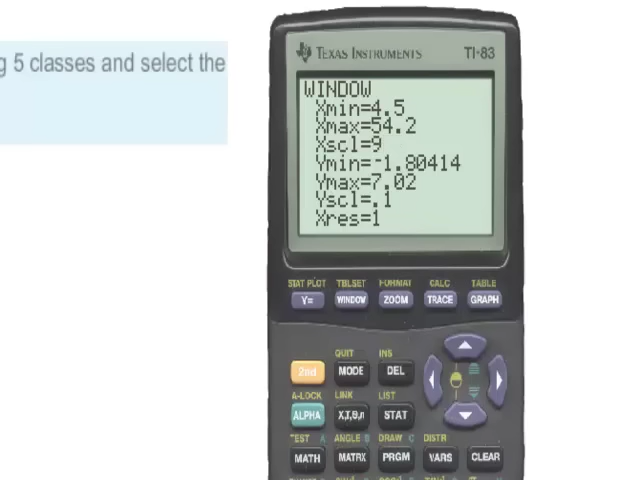 g 5 classes and select the
TEXAS INSTRUMENTS TI-83
WINDOW
Xmin=4.5
Xmax=54.2
Xscl=9
Ymin=-1.80414
Ymax=7.02
Yscl=.1
Xres=1
STAT PLOT TBLSET FORMAT CALC TABLE
Y= WINDOW ZOOM TRACE GRAPH
QUIT INS
2nd MODE DEL
A-LOCK LINK LIST
ALPHA X,T,θ,n STAT
TEST A ANGLE B DRAW C DISTR
MATH MATRX PRGM VARS CLEAR